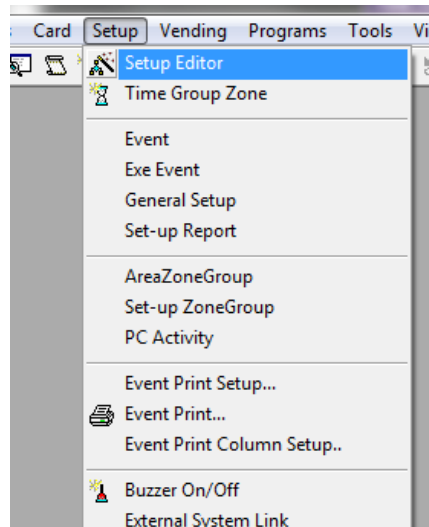 Card Setup Vending Programs Tools Vi
Setup Editor
Time Group Zone
Event
Exe Event
General Setup
Set-up Report
AreaZoneGroup
Set-up ZoneGroup
PC Activity
Event Print Setup...
Event Print...
Event Print Column Setup..
Buzzer On/Off
External System Link